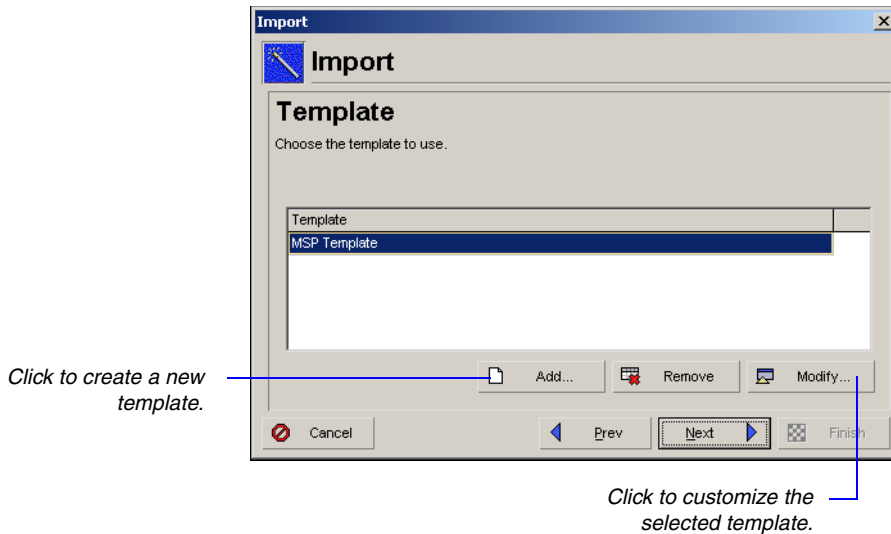 Import
Import
Template
Choose the template to use.
Template
MSP Template
Click to create a new
template.
Add...
Remove
Modify...
Cancel
Prev
Next
Finish
Click to customize the
selected template.